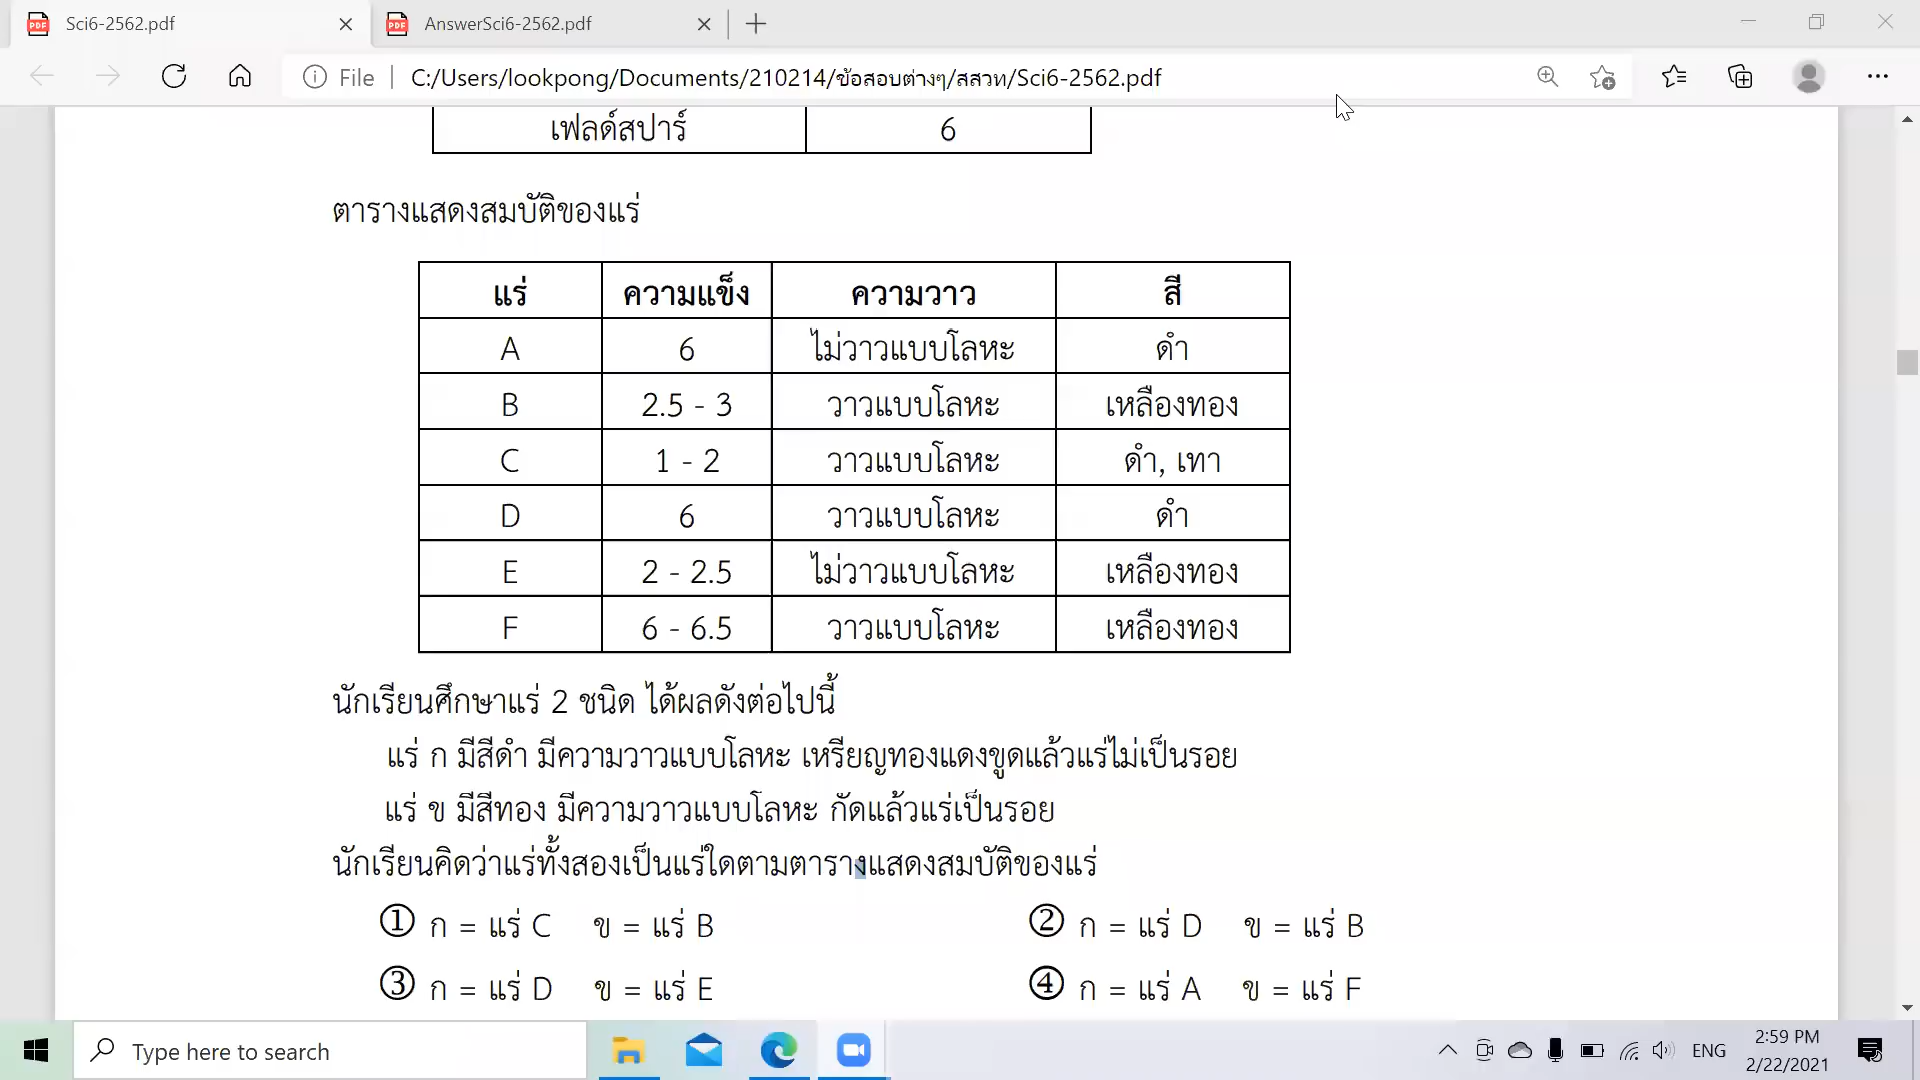 Sci6-2562.pdf
AnswerSci6-2562.pdf
File
C:/Users/lookpong/Documents/210214/ข้อสอบต่างๆ/สสวท/Sci6-2562.pdf
เฟลด์สปาร์ 6
ตารางแสดงสมบัติของแร่
แร่ ความแข็ง ความวาว สี
A 6 ไม่วาวแบบโลหะ ดำ
B 2.5 - 3 วาวแบบโลหะ เหลืองทอง
C 1 - 2 วาวแบบโลหะ ดำ, เทา
D 6 วาวแบบโลหะ ดำ
E 2 - 2.5 ไม่วาวแบบโลหะ เหลืองทอง
F 6 - 6.5 วาวแบบโลหะ เหลืองทอง
นักเรียนศึกษาแร่ 2 ชนิด ได้ผลดังต่อไปนี้
แร่ ก มีสีดำ มีความวาวแบบโลหะ เหรียญทองแดงขูดแล้วแร่ไม่เป็นรอย
แร่ ข มีสีทอง มีความวาวแบบโลหะ กัดแล้วแร่เป็นรอย
นักเรียนคิดว่าแร่ทั้งสองเป็นแร่ใดตามตารางแสดงสมบัติของแร่
① ก = แร่ C ข = แร่ B
② ก = แร่ D ข = แร่ B
③ ก = แร่ D ข = แร่ E
④ ก = แร่ A ข = แร่ F
Type here to search
ENG
2:59 PM
2/22/2021